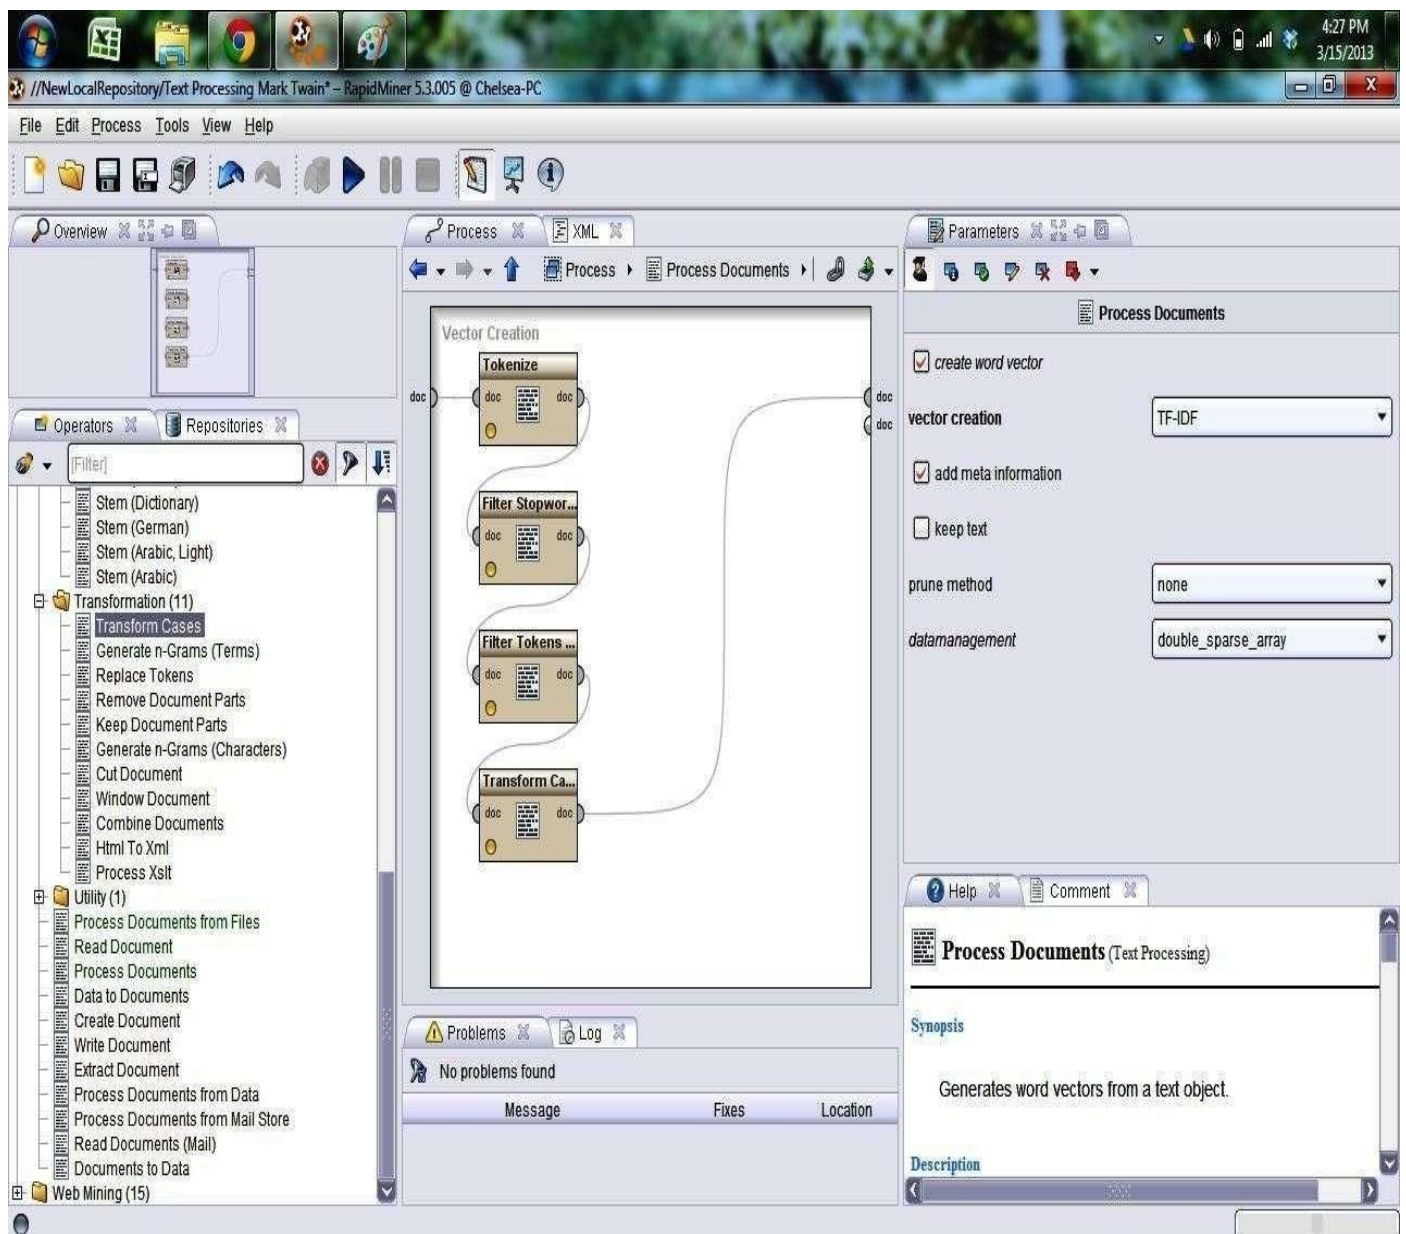 4:27 PM
3/15/2013
//NewLocalRepository/Text Processing Mark Twain* – RapidMiner 5.3.005 @ Chelsea-PC
File Edit Process Tools View Help
Overview
Process XML
Parameters
Process Process Documents
Process Documents
Vector Creation
Tokenize
doc doc doc doc
doc
Filter Stopwor...
doc doc
Filter Tokens ...
doc doc
Transform Ca...
doc doc
create word vector
vector creation TF-IDF
add meta information
keep text
prune method none
datamanagement double_sparse_array
Operators Repositories
[Filter]
Stem (Dictionary)
Stem (German)
Stem (Arabic, Light)
Stem (Arabic)
Transformation (11)
Transform Cases
Generate n-Grams (Terms)
Replace Tokens
Remove Document Parts
Keep Document Parts
Generate n-Grams (Characters)
Cut Document
Window Document
Combine Documents
Html To Xml
Process Xslt
Utility (1)
Process Documents from Files
Read Document
Process Documents
Data to Documents
Create Document
Write Document
Extract Document
Process Documents from Data
Process Documents from Mail Store
Read Documents (Mail)
Documents to Data
Web Mining (15)
Problems Log
No problems found
Message Fixes Location
Help Comment
Process Documents (Text Processing)
Synopsis
Generates word vectors from a text object.
Description